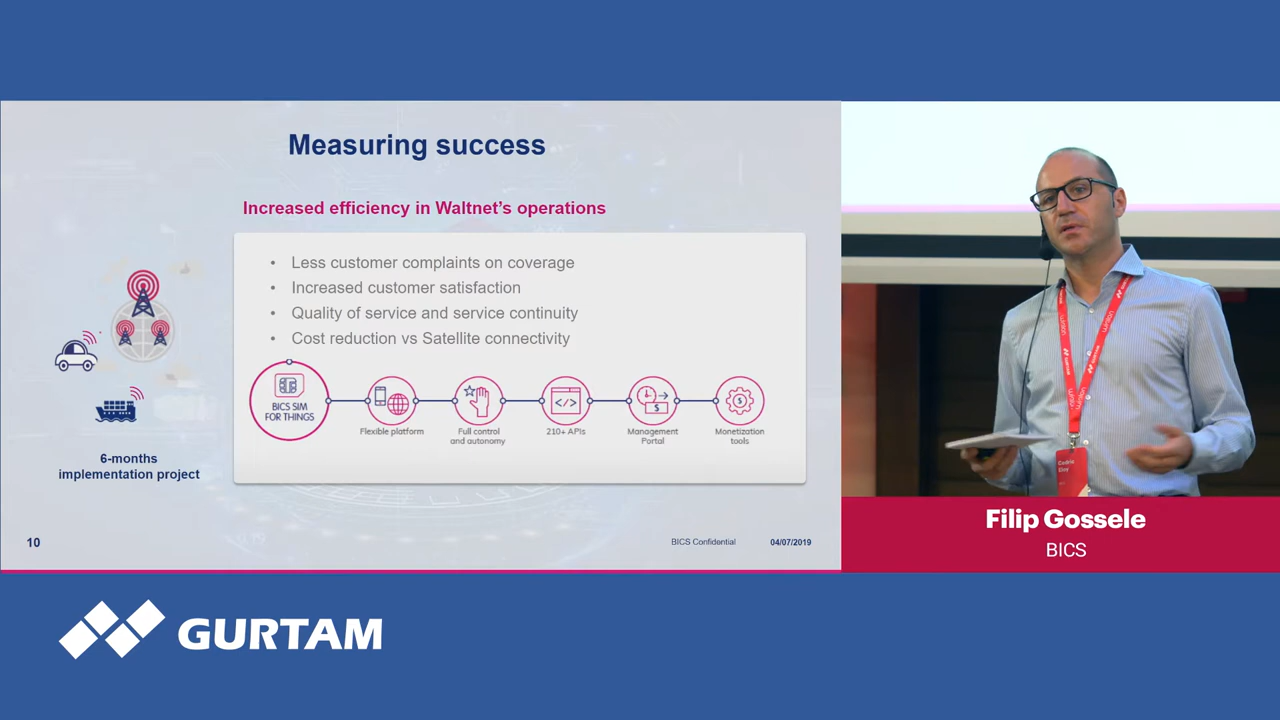 Measuring success
Increased efficiency in Waltnet's operations
• Less customer complaints on coverage
• Increased customer satisfaction
• Quality of service and service continuity
• Cost reduction vs Satellite connectivity
BICS SIM
FOR THINGS
Flexible platform
Full control
and autonomy
210+ APIs
Management
Portal
Monetization
tools
6-months
implementation project
10
BICS Confidential
04/07/2019
Cedric
Filip Gossele
BICS
GURTAM